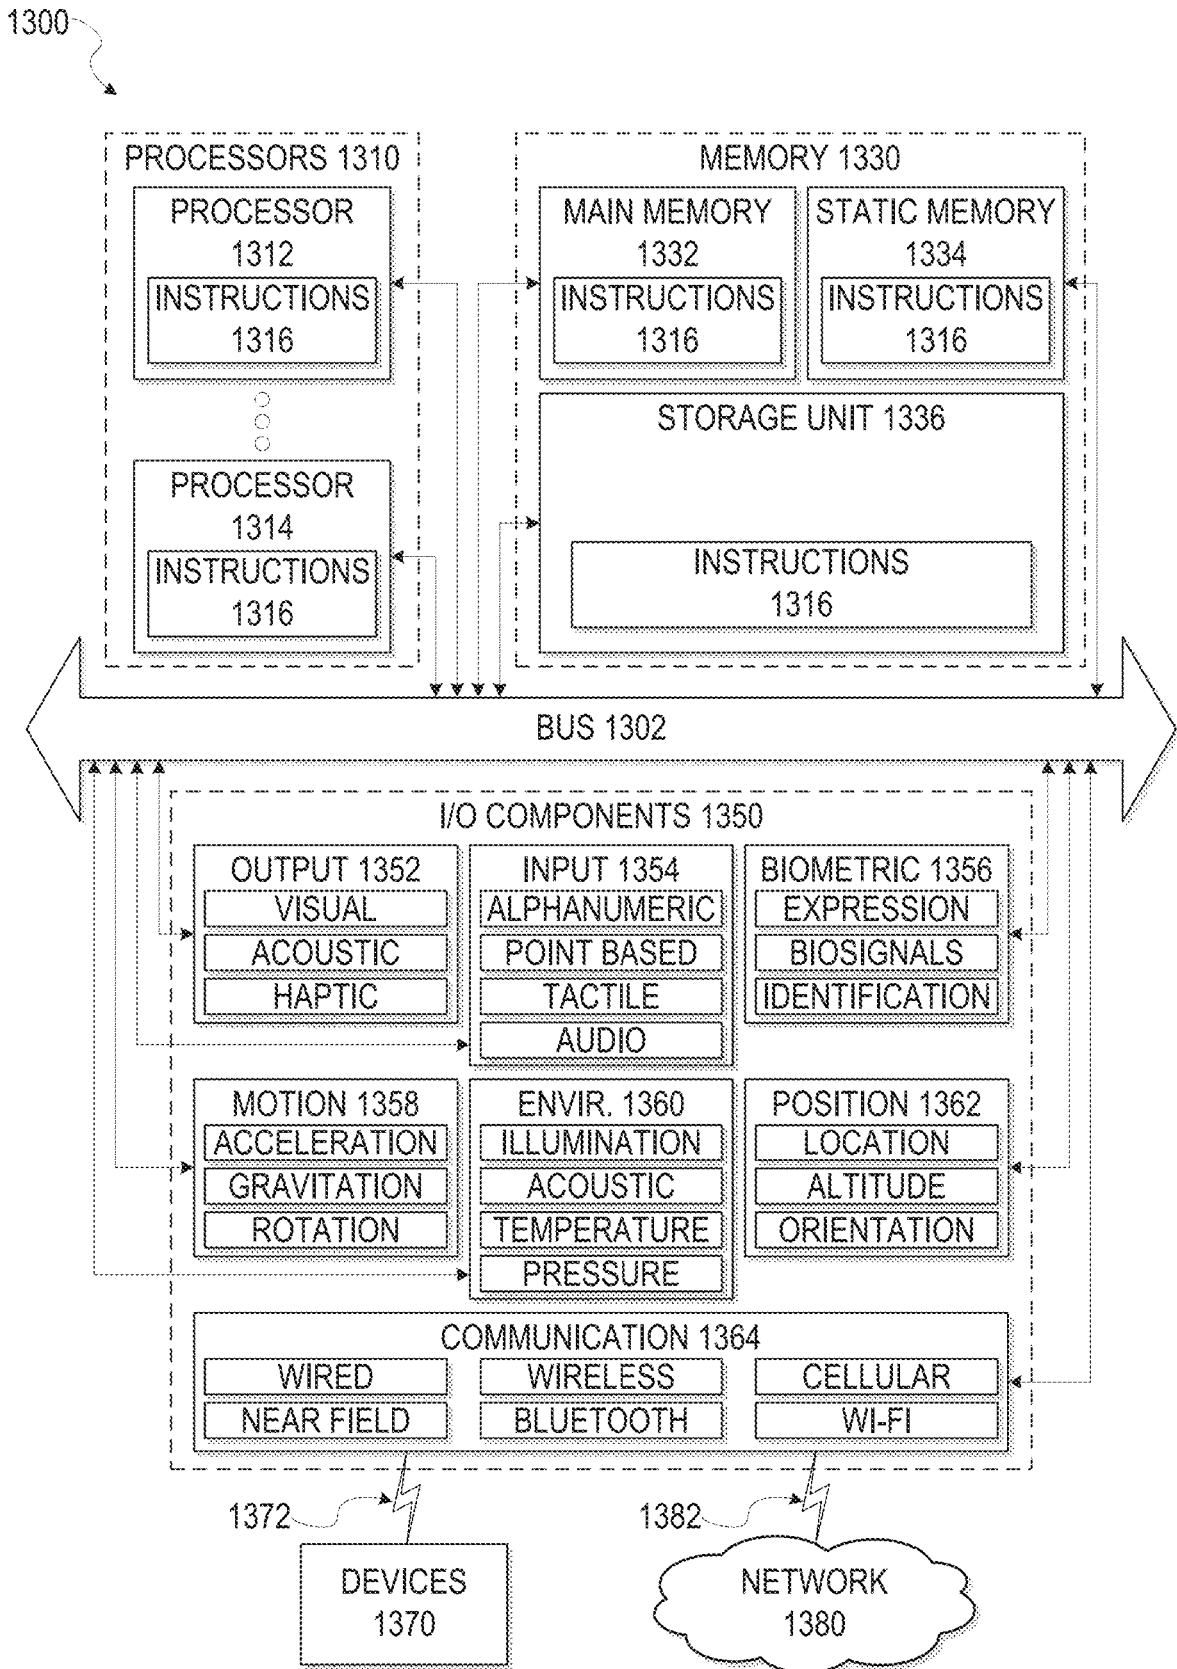 1300
PROCESSORS 1310
PROCESSOR
1312
INSTRUCTIONS
1316
PROCESSOR
1314
INSTRUCTIONS
1316
MEMORY 1330
MAIN MEMORY
1332
INSTRUCTIONS
1316
STATIC MEMORY
1334
INSTRUCTIONS
1316
STORAGE UNIT 1336
INSTRUCTIONS
1316
BUS 1302
I/O COMPONENTS 1350
OUTPUT 1352
VISUAL
ACOUSTIC
HAPTIC
INPUT 1354
ALPHANUMERIC
POINT BASED
TACTILE
AUDIO
BIOMETRIC 1356
EXPRESSION
BIOSIGNALS
IDENTIFICATION
MOTION 1358
ACCELERATION
GRAVITATION
ROTATION
ENVIR. 1360
ILLUMINATION
ACOUSTIC
TEMPERATURE
PRESSURE
POSITION 1362
LOCATION
ALTITUDE
ORIENTATION
COMMUNICATION 1364
WIRED
WIRELESS
CELLULAR
NEAR FIELD
BLUETOOTH
WI-FI
1372
1382
DEVICES
1370
NETWORK
1380